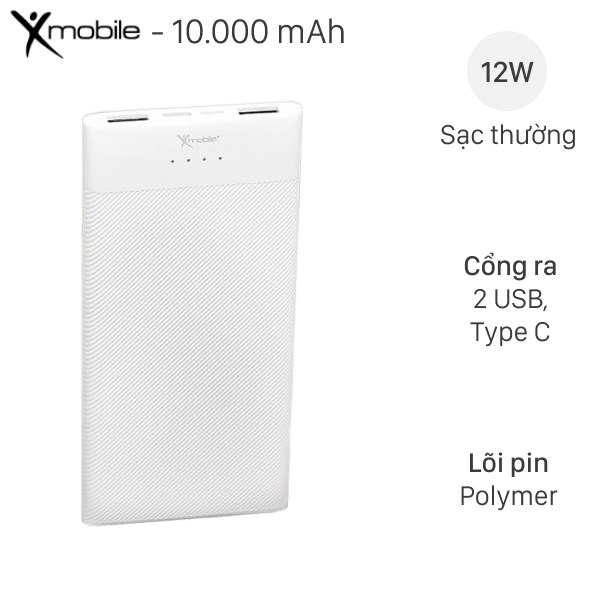 Xmobile - 10.000 mAh
12W
Sạc thường
Xmobile
Cổng ra
2 USB,
Type C
Lõi pin
Polymer